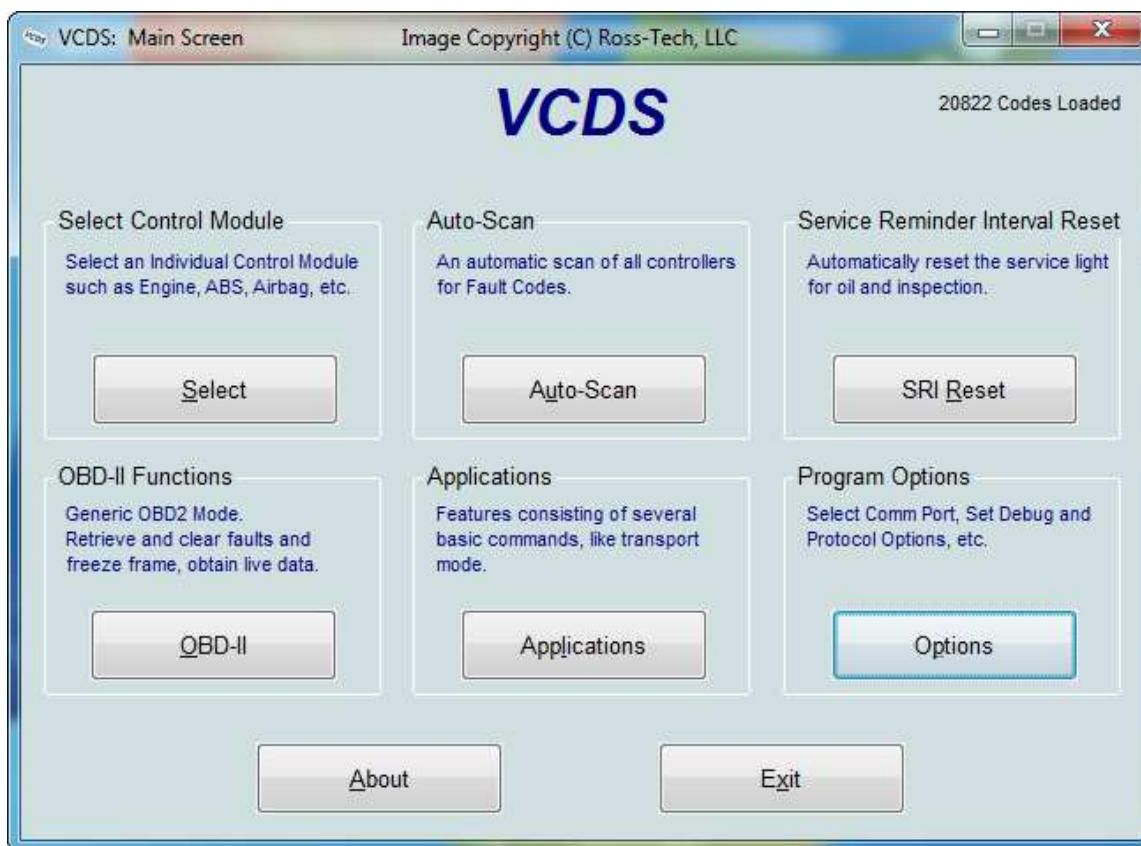 VCDS: Main Screen
Image Copyright (C) Ross-Tech, LLC
VCDS
20822 Codes Loaded
Select Control Module
Select an Individual Control Module
such as Engine, ABS, Airbag, etc.
Select
Auto-Scan
An automatic scan of all controllers
for Fault Codes.
Auto-Scan
Service Reminder Interval Reset
Automatically reset the service light
for oil and inspection.
SRI Reset
OBD-II Functions
Generic OBD2 Mode.
Retrieve and clear faults and
freeze frame, obtain live data.
OBD-II
Applications
Features consisting of several
basic commands, like transport
mode.
Applications
Program Options
Select Comm Port, Set Debug and
Protocol Options, etc.
Options
About
Exit